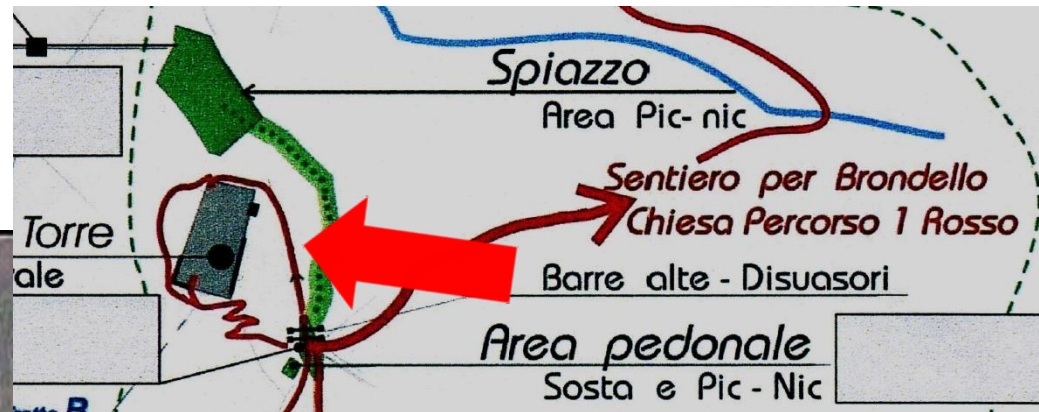 Spiazzo
Area Pic-nic
Sentiero per Brondello
Chiesa Percorso 1 Rosso
Torre
ale
Barre alte - Disuasori
Area pedonale
Sosta e Pic - Nic
B